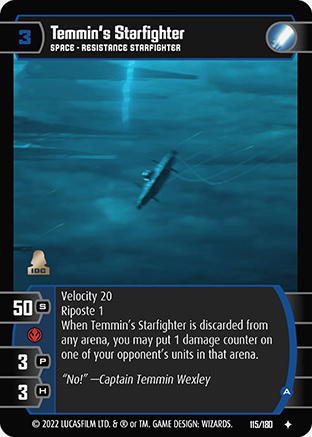 3 Temmin's Starfighter
SPACE - RESISTANCE STARFIGHTER
IDC
50 S
3 P
3 H
Velocity 20
Riposte 1
When Temmin's Starfighter is discarded from
any arena, you may put 1 damage counter on
one of your opponent's units in that arena.
"No!" —Captain Temmin Wexley
A
© 2022 LUCASFILM LTD. & ® or TM. GAME DESIGN: WIZARDS. 115/180